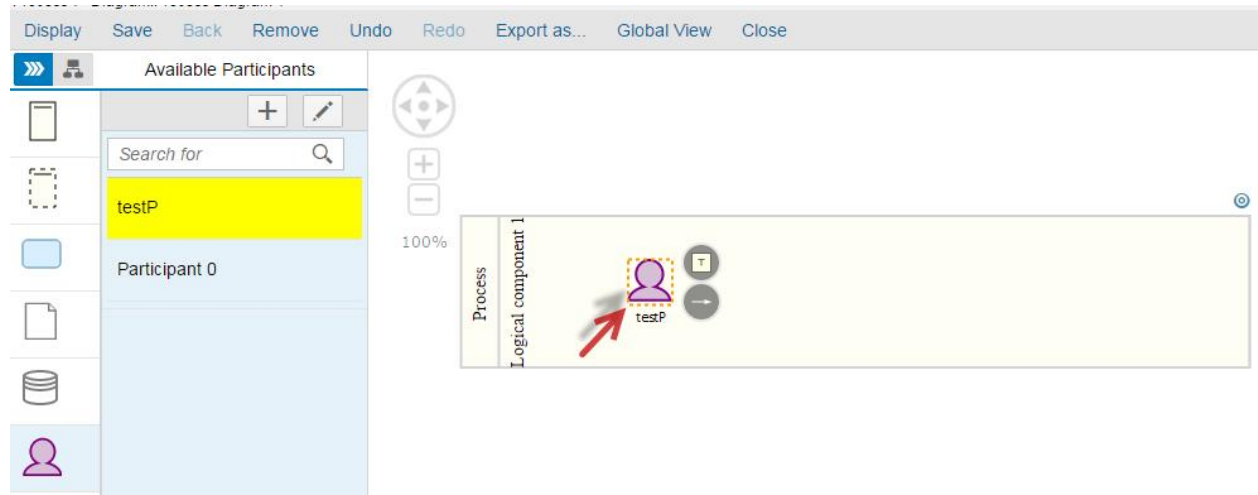 Display Save Back Remove Undo Redo Export as... Global View Close
Available Participants
Search for
testP
Participant 0
100%
Process
Logical component 1
T
testP